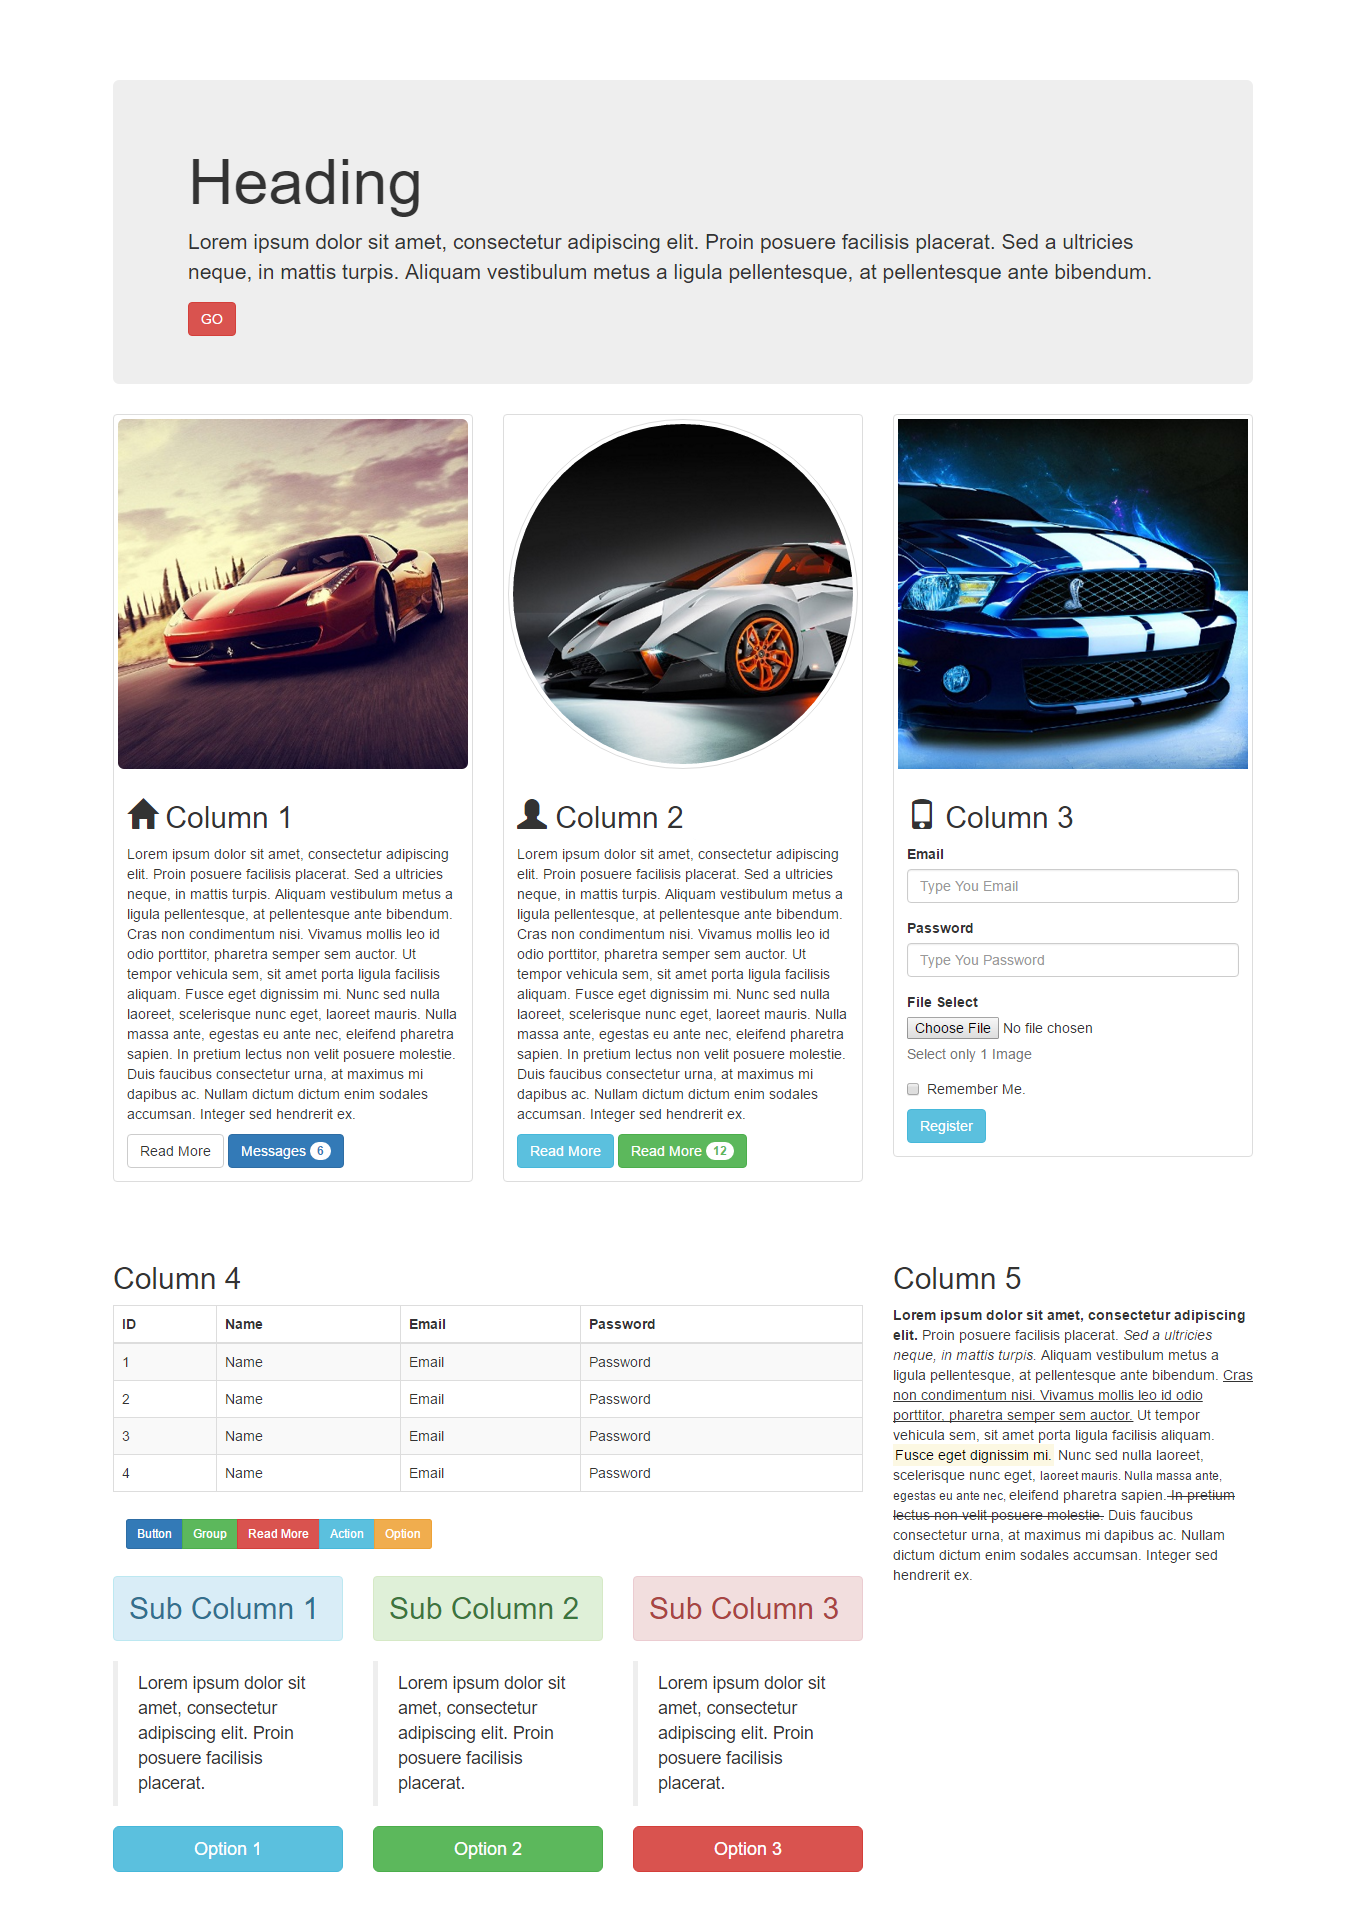 Heading
Lorem ipsum dolor sit amet, consectetur adipiscing elit. Proin posuere facilisis placerat. Sed a ultricies
neque, in mattis turpis. Aliquam vestibulum metus a ligula pellentesque, at pellentesque ante bibendum.
GO
Column 1
Lorem ipsum dolor sit amet, consectetur adipiscing
elit. Proin posuere facilisis placerat. Sed a ultricies
neque, in mattis turpis. Aliquam vestibulum metus a
ligula pellentesque, at pellentesque ante bibendum.
Cras non condimentum nisi. Vivamus mollis leo id
odio porttitor, pharetra semper sem auctor. Ut
tempor vehicula sem, sit amet porta ligula facilisis
aliquam. Fusce eget dignissim mi. Nunc sed nulla
laoreet, scelerisque nunc eget, laoreet mauris. Nulla
massa ante, egestas eu ante nec, eleifend pharetra
sapien. In pretium lectus non velit posuere molestie.
Duis faucibus consectetur urna, at maximus mi
dapibus ac. Nullam dictum dictum enim sodales
accumsan. Integer sed hendrerit ex.
Read More Messages 6
Column 2
Lorem ipsum dolor sit amet, consectetur adipiscing
elit. Proin posuere facilisis placerat. Sed a ultricies
neque, in mattis turpis. Aliquam vestibulum metus a
ligula pellentesque, at pellentesque ante bibendum.
Cras non condimentum nisi. Vivamus mollis leo id
odio porttitor, pharetra semper sem auctor. Ut
tempor vehicula sem, sit amet porta ligula facilisis
aliquam. Fusce eget dignissim mi. Nunc sed nulla
laoreet, scelerisque nunc eget, laoreet mauris. Nulla
massa ante, egestas eu ante nec, eleifend pharetra
sapien. In pretium lectus non velit posuere molestie.
Duis faucibus consectetur urna, at maximus mi
dapibus ac. Nullam dictum dictum enim sodales
accumsan. Integer sed hendrerit ex.
Read More Read More 12
Column 3
Email
Type You Email
Password
Type You Password
File Select
Choose File No file chosen
Select only 1 Image
Remember Me.
Register
Column 4
ID Name Email Password
1 Name Email Password
2 Name Email Password
3 Name Email Password
4 Name Email Password
Button Group Read More Action Option
Sub Column 1
Lorem ipsum dolor sit
amet, consectetur
adipiscing elit. Proin
posuere facilisis
placerat.
Option 1
Sub Column 2
Lorem ipsum dolor sit
amet, consectetur
adipiscing elit. Proin
posuere facilisis
placerat.
Option 2
Sub Column 3
Lorem ipsum dolor sit
amet, consectetur
adipiscing elit. Proin
posuere facilisis
placerat.
Option 3
Column 5
Lorem ipsum dolor sit amet, consectetur adipiscing
elit. Proin posuere facilisis placerat. Sed a ultricies
neque, in mattis turpis. Aliquam vestibulum metus a
ligula pellentesque, at pellentesque ante bibendum. Cras
non condimentum nisi. Vivamus mollis leo id odio
porttitor, pharetra semper sem auctor. Ut tempor
vehicula sem, sit amet porta ligula facilisis aliquam.
Fusce eget dignissim mi. Nunc sed nulla laoreet,
scelerisque nunc eget, laoreet mauris. Nulla massa ante,
egestas eu ante nec, eleifend pharetra sapien. In pretium
lectus non velit posuere molestie. Duis faucibus
consectetur urna, at maximus mi dapibus ac. Nullam
dictum dictum enim sodales accumsan. Integer sed
hendrerit ex.